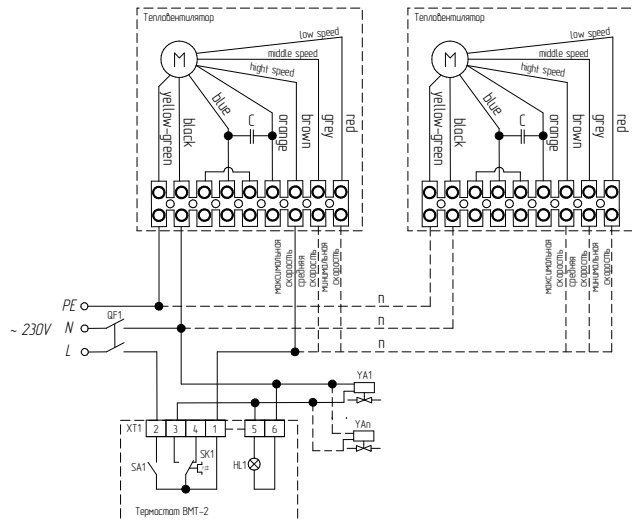 Тепловентилятор
M
low speed
middle speed
hight speed
yellow-green
black
blue
C
orange
brown
grey
red
максимальная
скорость
средняя
скорость
минимальная
скорость
Тепловентилятор
M
low speed
middle speed
hight speed
yellow-green
black
blue
C
orange
brown
grey
red
максимальная
скорость
средняя
скорость
минимальная
скорость
PE
n
~ 230V
N
QF1
n
L
n
YA1
YAn
XT1
2
3
4
1
5
6
SA1
SK1
HL1
Термостат ВМТ-2